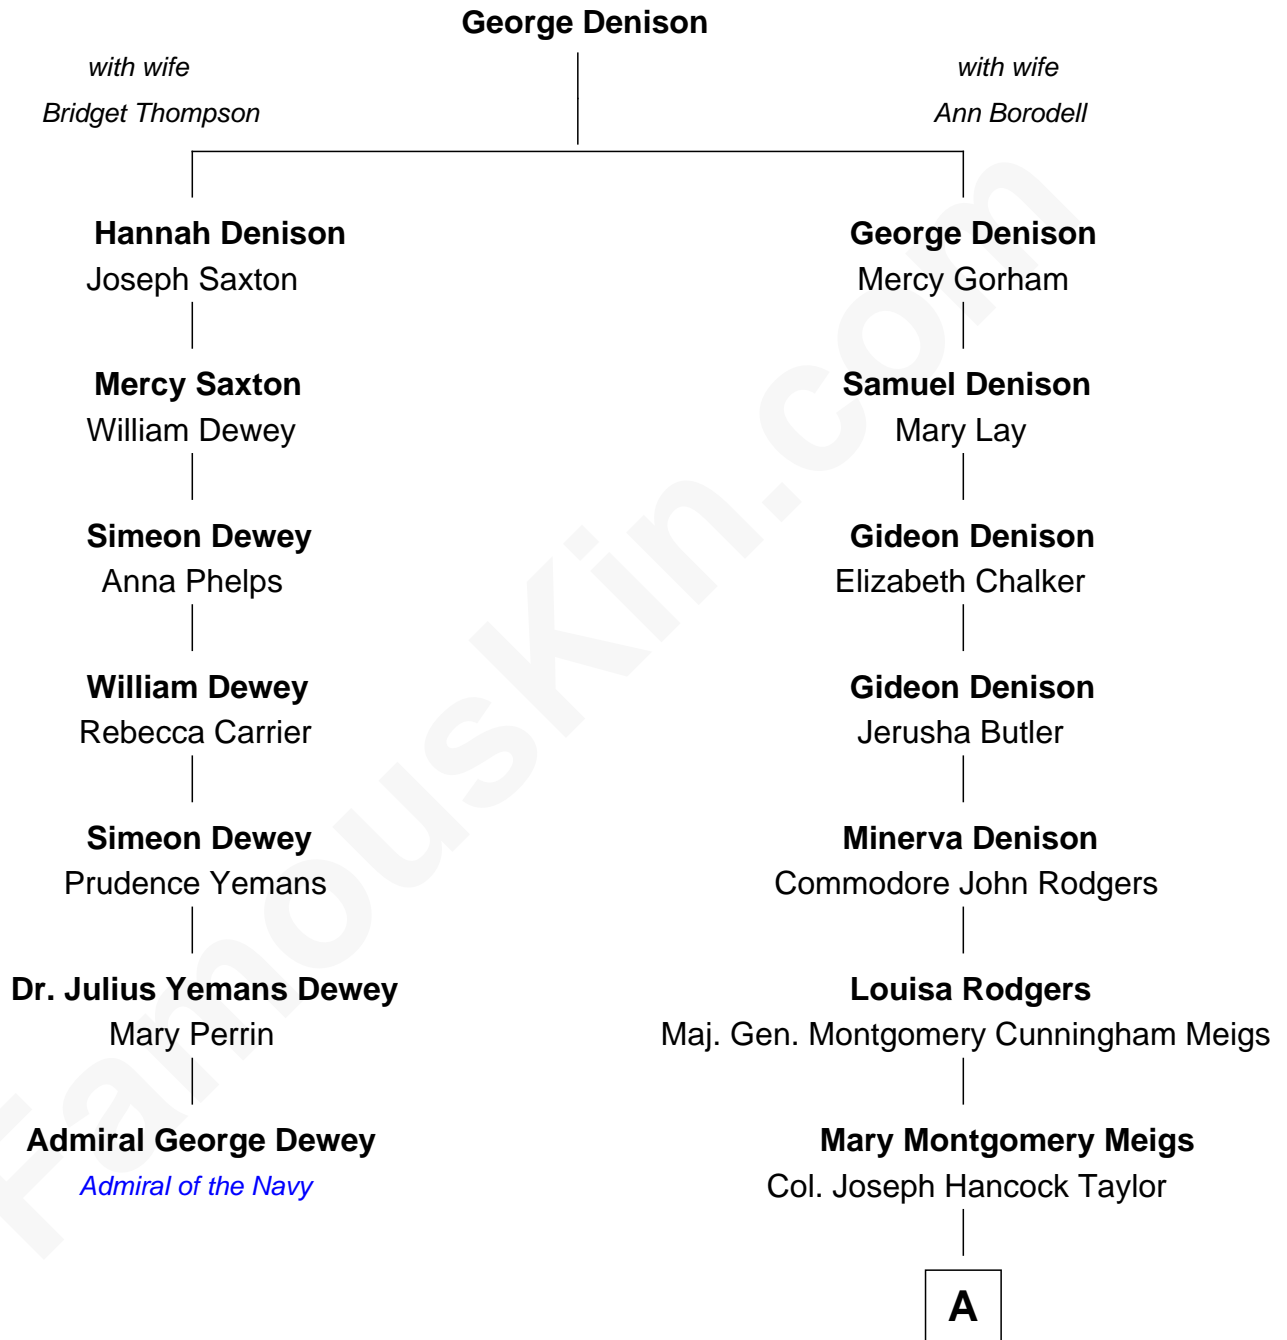 George Denison
with wife
Bridget Thompson
with wife
Ann Borodell
Hannah Denison
Joseph Saxton
George Denison
Mercy Gorham
Mercy Saxton
William Dewey
Samuel Denison
Mary Lay
Simeon Dewey
Anna Phelps
Gideon Denison
Elizabeth Chalker
William Dewey
Rebecca Carrier
Gideon Denison
Jerusha Butler
Simeon Dewey
Prudence Yemans
Minerva Denison
Commodore John Rodgers
Dr. Julius Yemans Dewey
Mary Perrin
Louisa Rodgers
Maj. Gen. Montgomery Cunningham Meigs
Admiral George Dewey
Admiral of the Navy
Mary Montgomery Meigs
Col. Joseph Hancock Taylor
A
FamousKin.com